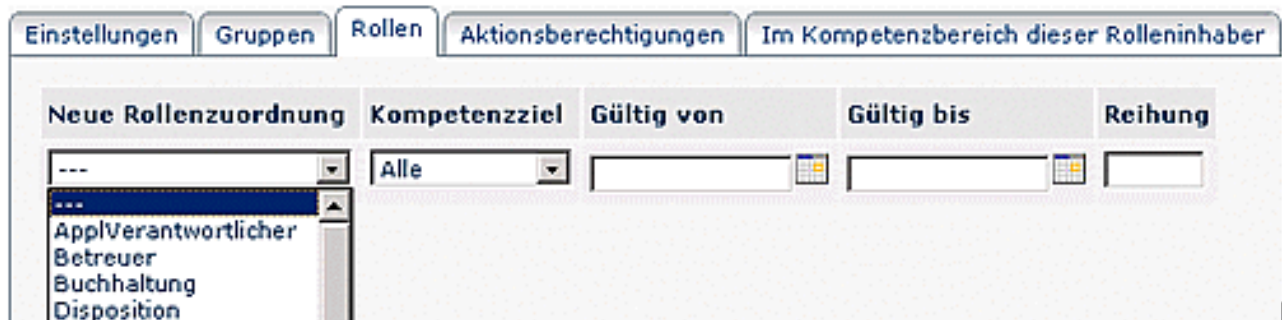 Einstellungen Gruppen Rollen Aktionsberechtigungen Im Kompetenzbereich dieser Rolleninhaber
Neue Rollenzuordnung Kompetenzziel Gültig von Gültig bis Reihung
--- Alle
---
ApplVerantwortlicher
Betreuer
Buchhaltung
Disposition